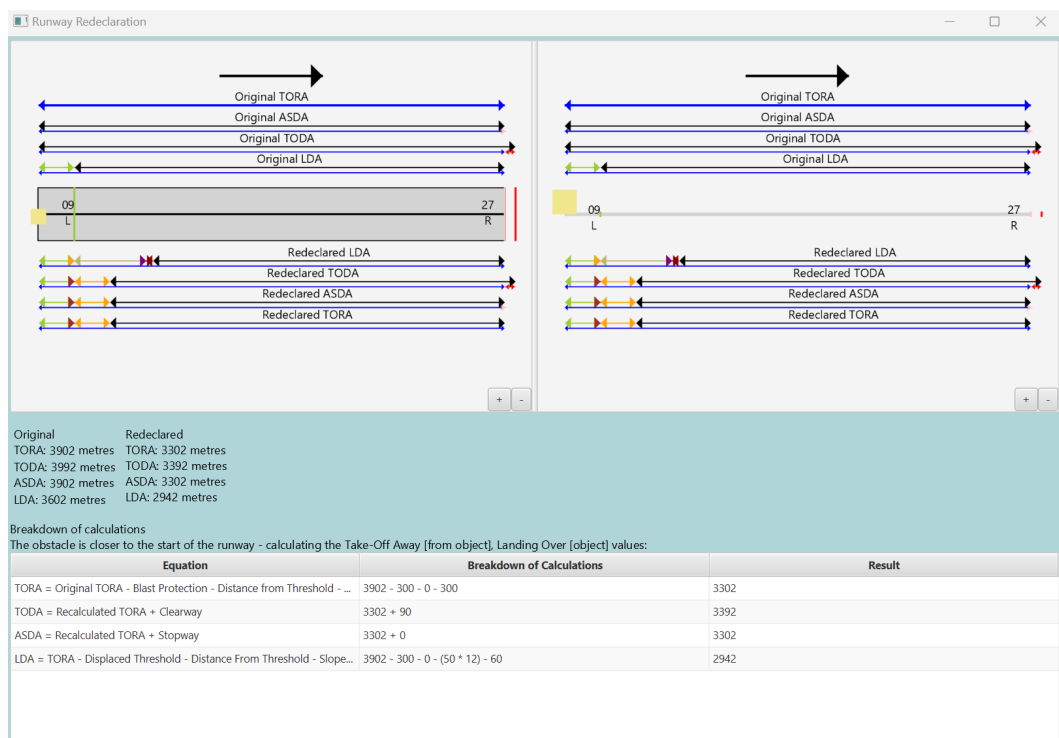 Runway Redeclaration
Original TORA
Original ASDA
Original TODA
Original LDA
09
L
27
R
Redeclared LDA
Redeclared TODA
Redeclared ASDA
Redeclared TORA
+ -
Original TORA
Original ASDA
Original TODA
Original LDA
09
L
27
R
Redeclared LDA
Redeclared TODA
Redeclared ASDA
Redeclared TORA
+ -
Original Redeclared
TORA: 3902 metres TORA: 3302 metres
TODA: 3992 metres TODA: 3392 metres
ASDA: 3902 metres ASDA: 3302 metres
LDA: 3602 metres LDA: 2942 metres
Breakdown of calculations
The obstacle is closer to the start of the runway - calculating the Take-Off Away [from object], Landing Over [object] values:
Equation Breakdown of Calculations Result
TORA = Original TORA - Blast Protection - Distance from Threshold - ... 3902 - 300 - 0 - 300 3302
TODA = Recalculated TORA + Clearway 3302 + 90 3392
ASDA = Recalculated TORA + Stopway 3302 + 0 3302
LDA = TORA - Displaced Threshold - Distance From Threshold - Slope... 3902 - 300 - 0 - (50 * 12) - 60 2942